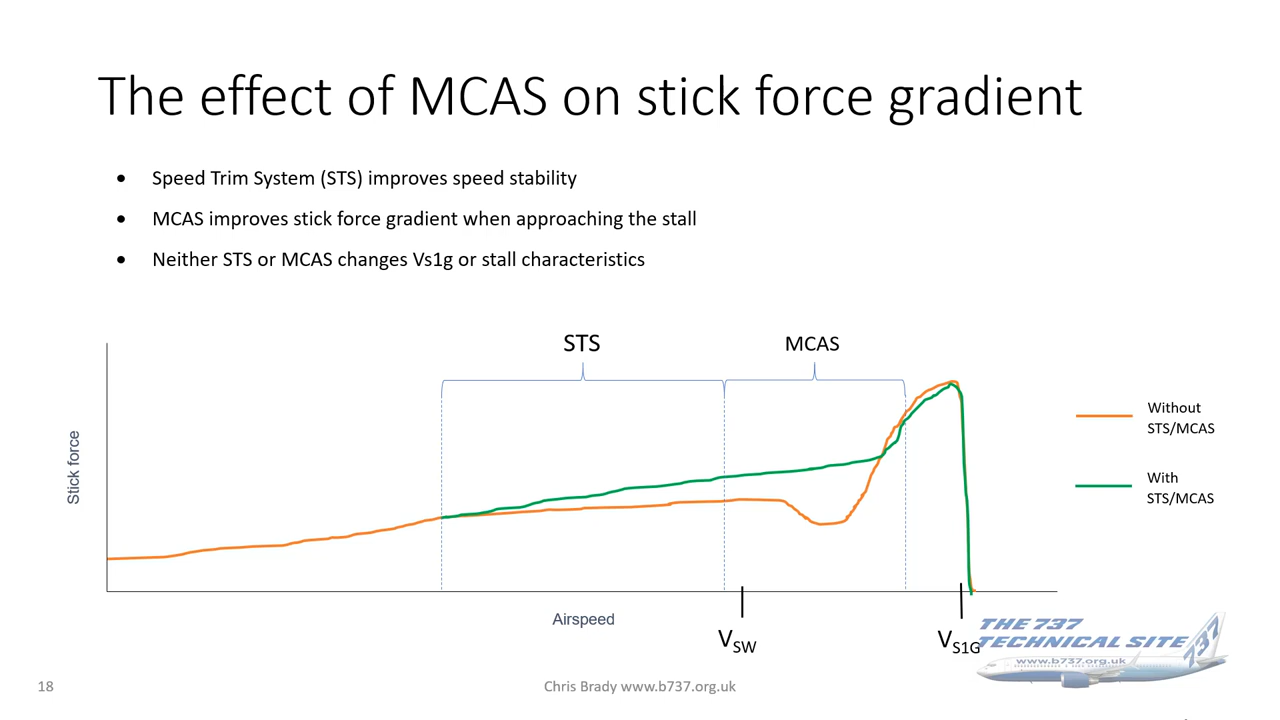 The effect of MCAS on stick force gradient
• Speed Trim System (STS) improves speed stability
• MCAS improves stick force gradient when approaching the stall
• Neither STS or MCAS changes Vs1g or stall characteristics
STS
MCAS
Stick force
Without
STS/MCAS
With
STS/MCAS
Airspeed
VSW
VS1G
THE 737
TECHNICAL SITE
737
www.b737.org.uk
18
Chris Brady www.b737.org.uk